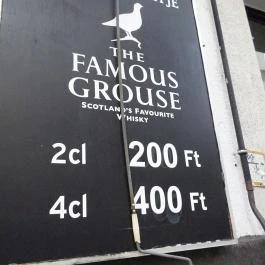 THE
FAMOUS
GROUSE
SCOTLAND'S FAVOURITE
WHISKY
2cl 200 Ft
4cl 400 Ft